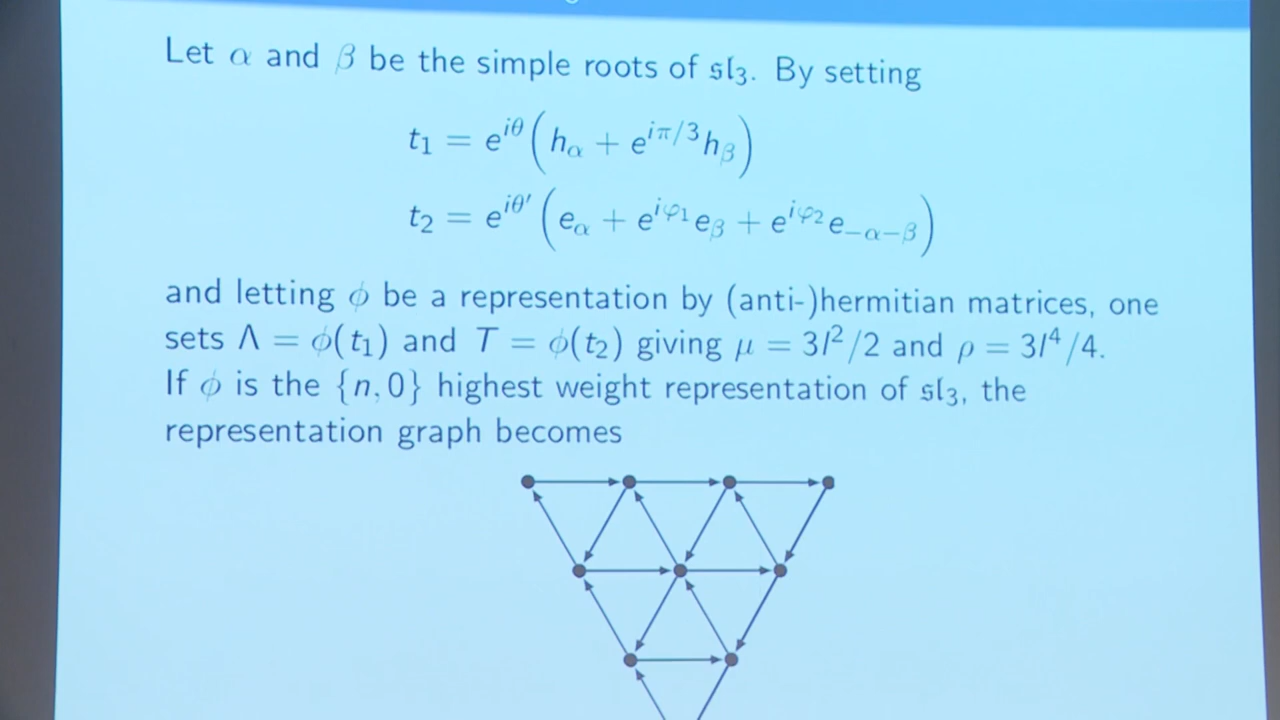 Let α and β be the simple roots of 𝔰𝔩₃. By setting
t₁ = e^{iθ}(h_α + e^{iπ/3}h_β)
t₂ = e^{iθ′}(e_α + e^{iφ₁}e_β + e^{iφ₂}e_{−α−β})
and letting ϕ be a representation by (anti-)hermitian matrices, one
sets Λ = ϕ(t₁) and T = ϕ(t₂) giving μ = 3l²/2 and ρ = 3l⁴/4.
If ϕ is the {n, 0} highest weight representation of 𝔰𝔩₃, the
representation graph becomes